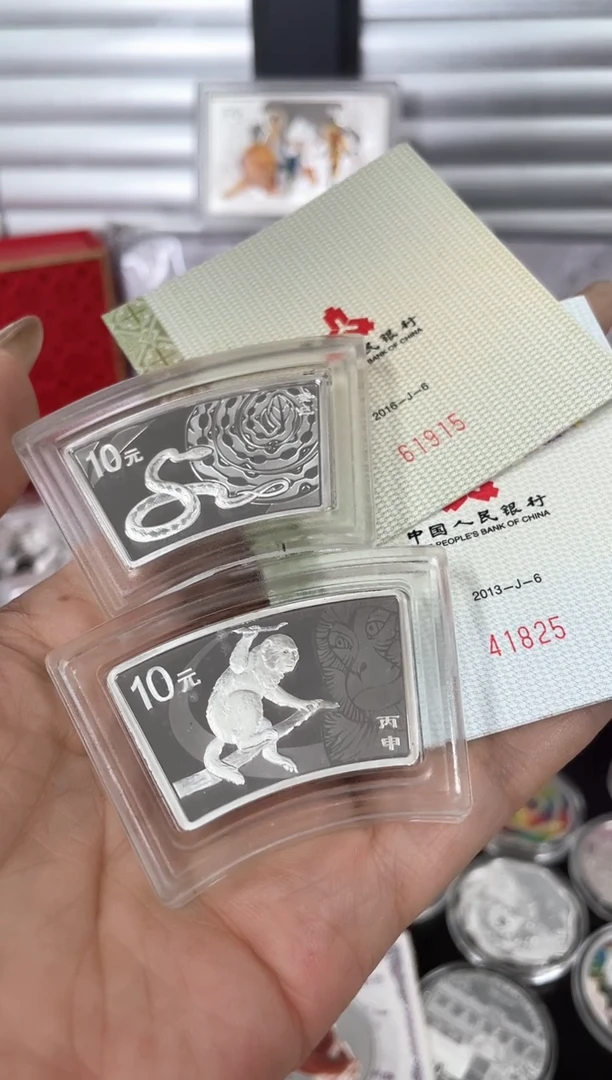 民银行
BANK OF CHINA
2016-J-6
61915
中国人民银行
PEOPLE'S BANK OF CHINA
2013-J-6
41825
10元
10元
丙
申